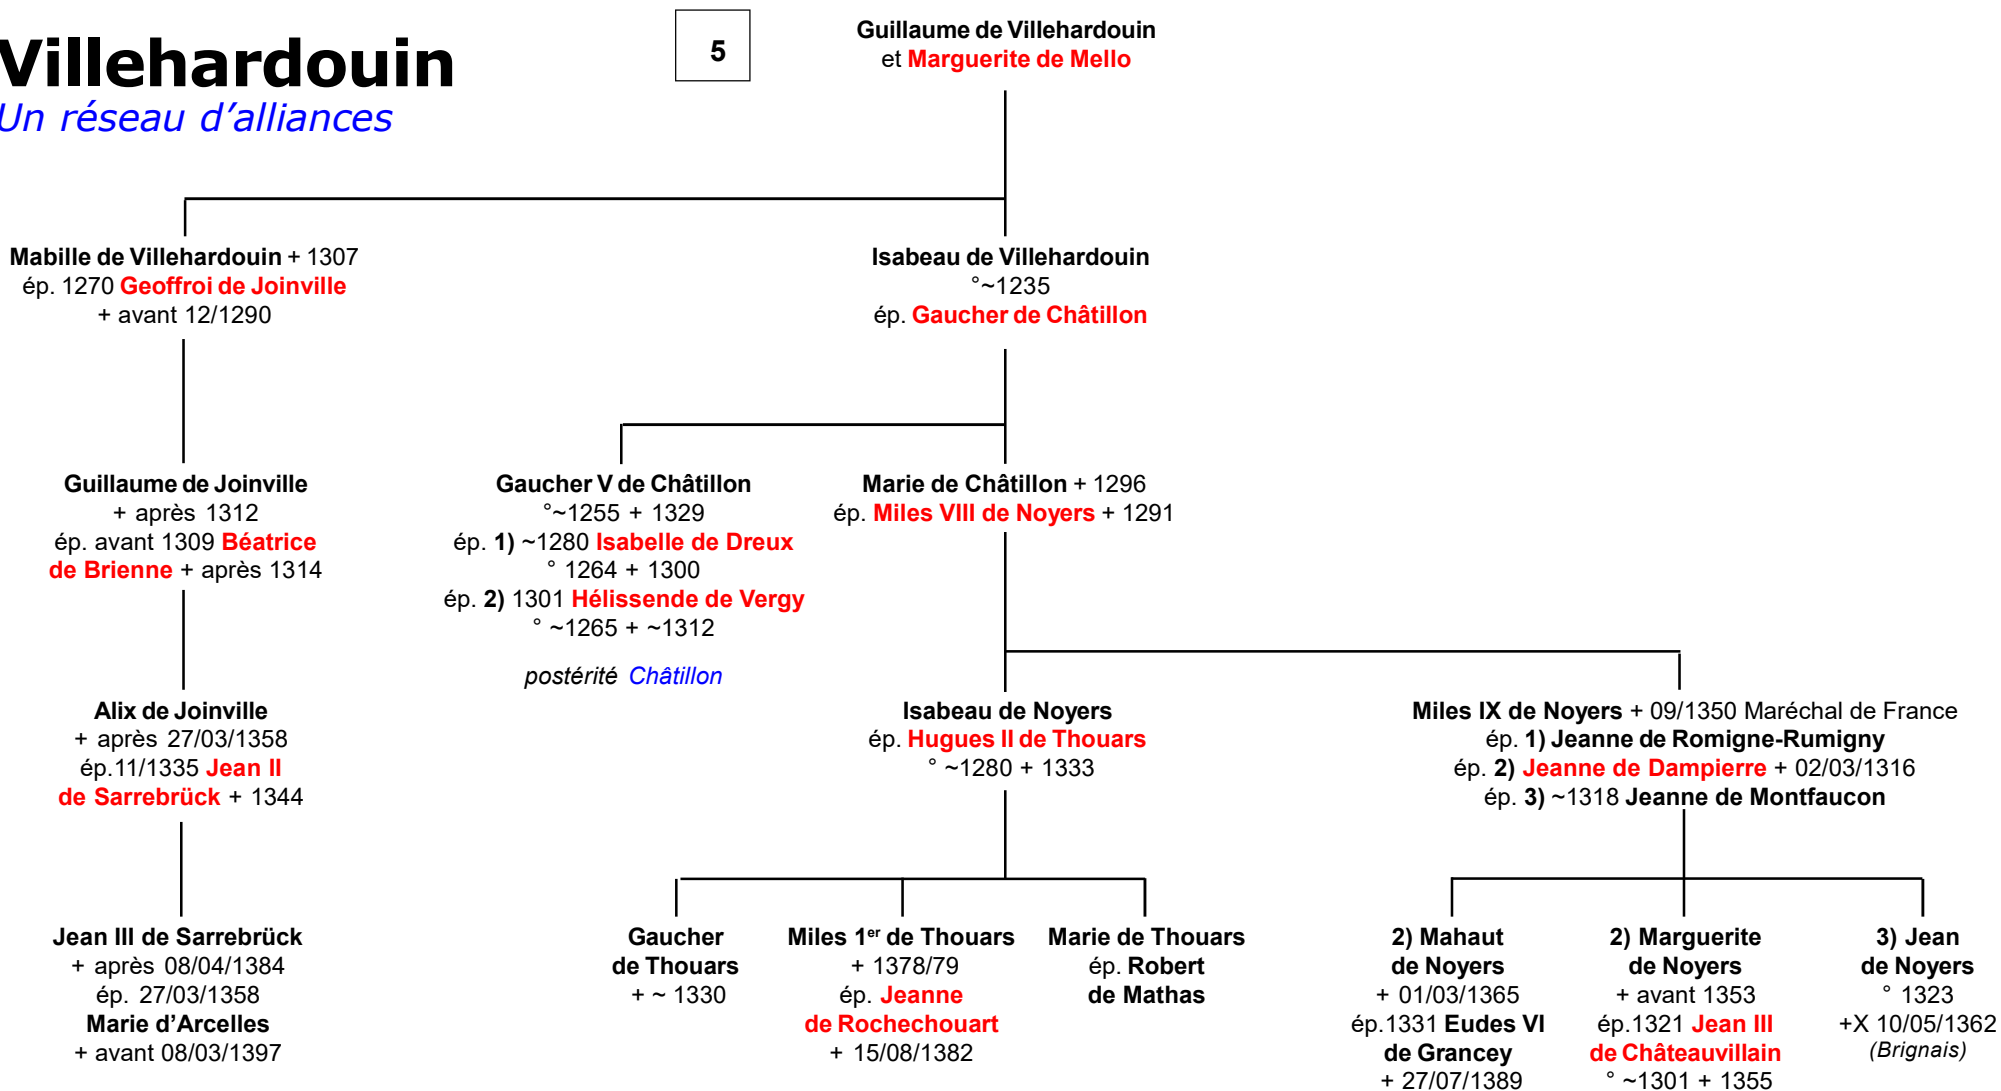 Villehardouin
Un réseau d’alliances
5
Guillaume de Villehardouin
et Marguerite de Mello
Mabille de Villehardouin + 1307
ép. 1270 Geoffroi de Joinville
+ avant 12/1290
Isabeau de Villehardouin
°~1235
ép. Gaucher de Châtillon
Guillaume de Joinville
+ après 1312
ép. avant 1309 Béatrice
de Brienne + après 1314
Gaucher V de Châtillon
°~1255 + 1329
ép. 1) ~1280 Isabelle de Dreux
° 1264 + 1300
ép. 2) 1301 Hélissende de Vergy
° ~1265 + ~1312
postérité Châtillon
Marie de Châtillon + 1296
ép. Miles VIII de Noyers + 1291
Alix de Joinville
+ après 27/03/1358
ép.11/1335 Jean II
de Sarrebrück + 1344
Isabeau de Noyers
ép. Hugues II de Thouars
° ~1280 + 1333
Miles IX de Noyers + 09/1350 Maréchal de France
ép. 1) Jeanne de Romigne-Rumigny
ép. 2) Jeanne de Dampierre + 02/03/1316
ép. 3) ~1318 Jeanne de Montfaucon
Jean III de Sarrebrück
+ après 08/04/1384
ép. 27/03/1358
Marie d’Arcelles
+ avant 08/03/1397
Gaucher
de Thouars
+ ~ 1330
Miles 1er de Thouars
+ 1378/79
ép. Jeanne
de Rochechouart
+ 15/08/1382
Marie de Thouars
ép. Robert
de Mathas
2) Mahaut
de Noyers
+ 01/03/1365
ép.1331 Eudes VI
de Grancey
+ 27/07/1389
2) Marguerite
de Noyers
+ avant 1353
ép.1321 Jean III
de Châteauvillain
° ~1301 + 1355
3) Jean
de Noyers
° 1323
+X 10/05/1362
(Brignais)